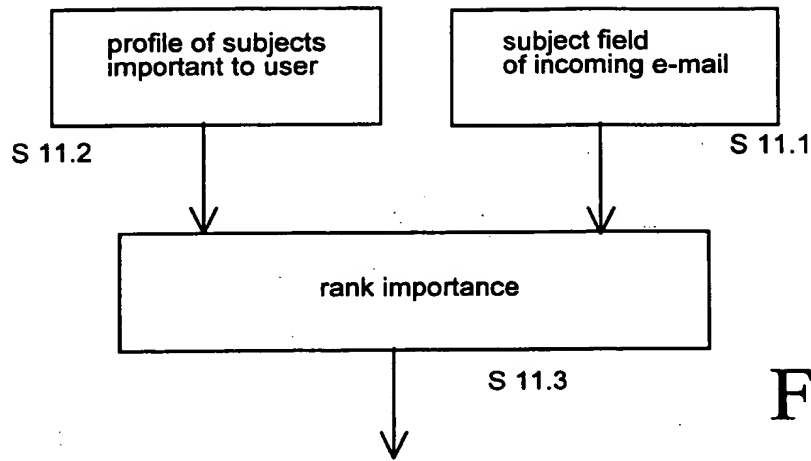 profile of subjects
important to user
subject field
of incoming e-mail
S 11.2
S 11.1
rank importance
S 11.3
F